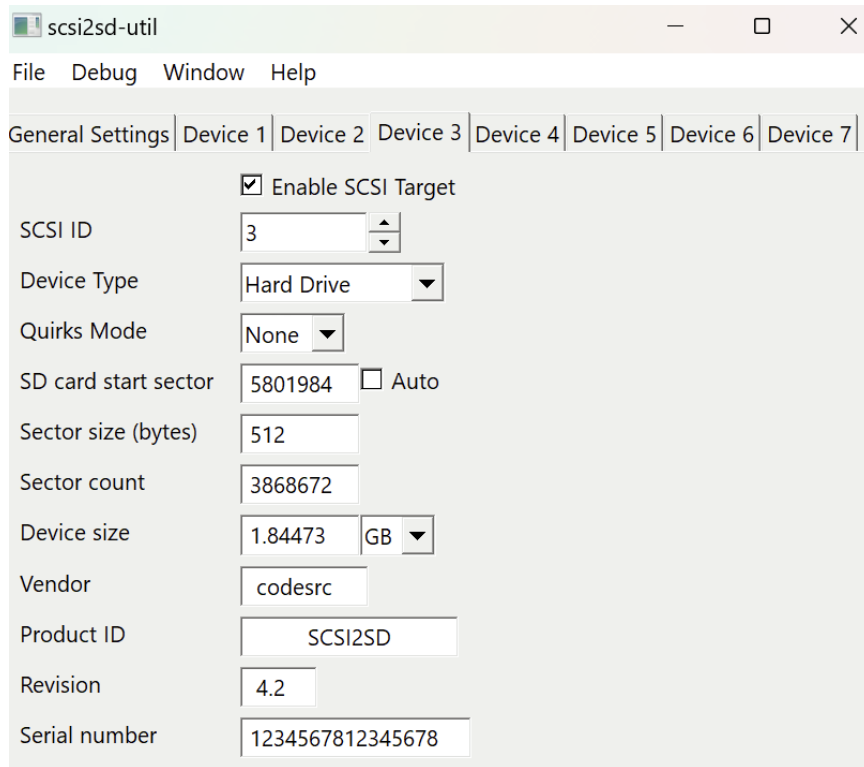 scsi2sd-util
File Debug Window Help
General Settings Device 1 Device 2 Device 3 Device 4 Device 5 Device 6 Device 7
Enable SCSI Target
SCSI ID 3
Device Type Hard Drive
Quirks Mode None
SD card start sector 5801984 Auto
Sector size (bytes) 512
Sector count 3868672
Device size 1.84473 GB
Vendor codesrc
Product ID SCSI2SD
Revision 4.2
Serial number 1234567812345678